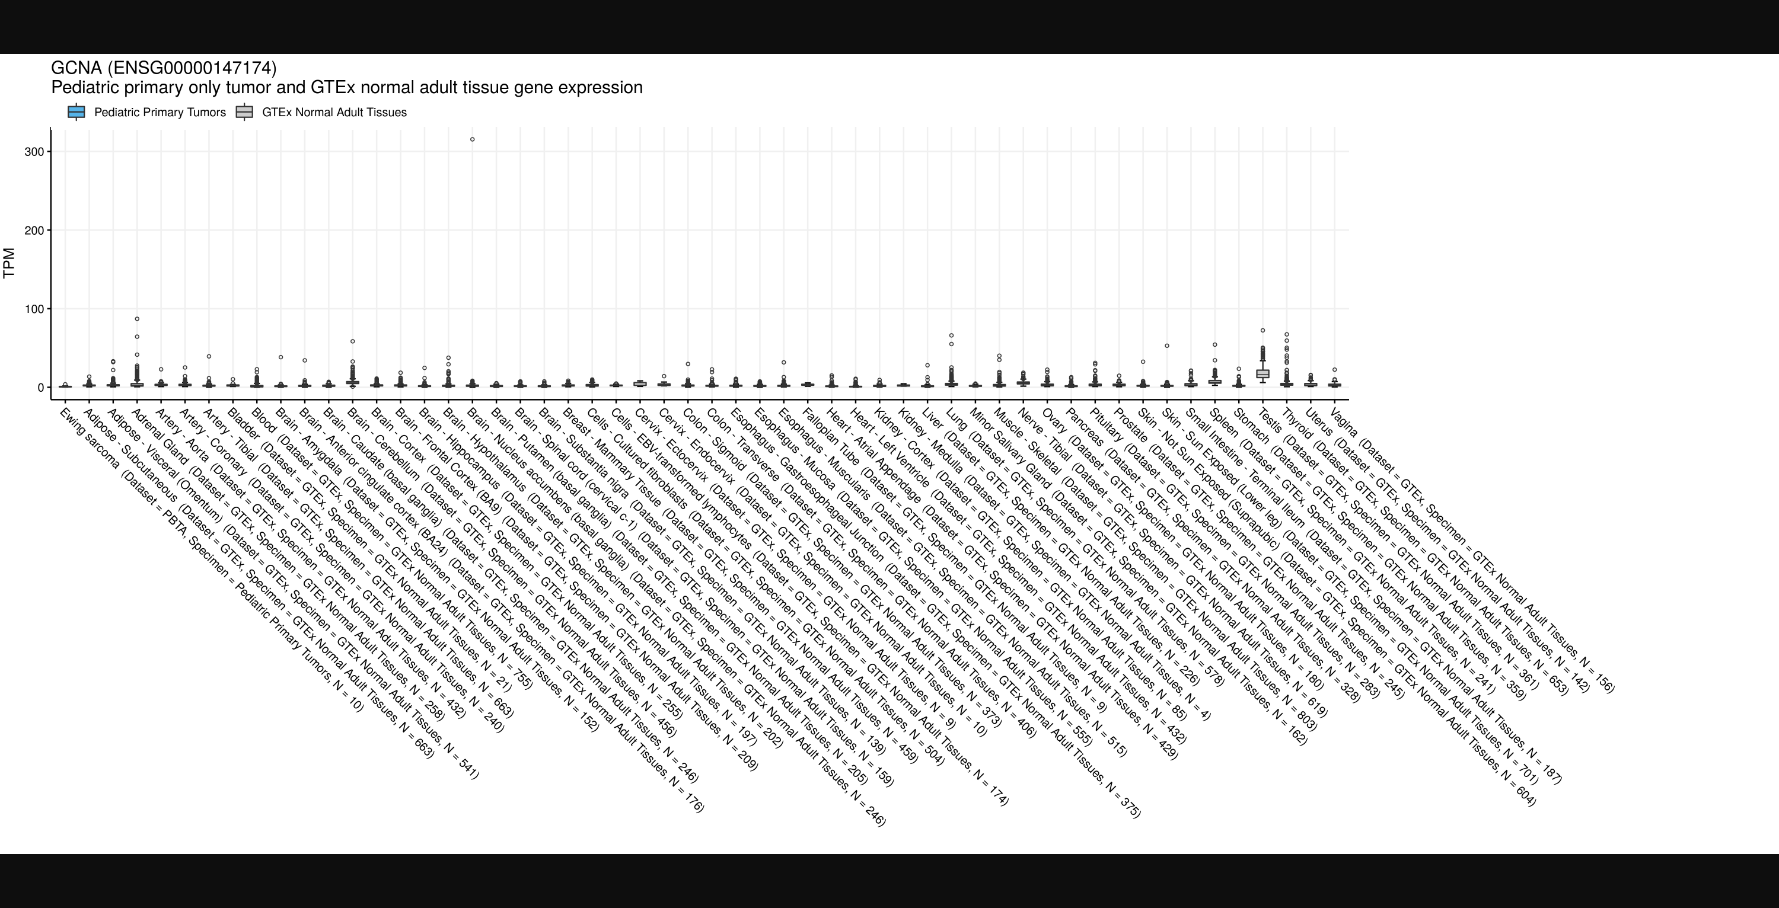 GCNA (ENSG00000147174)
Pediatric primary only tumor and GTEx normal adult tissue gene expression
Pediatric Primary Tumors
GTEx Normal Adult Tissues
TPM
300
200
100
0
Ewing sarcoma (Dataset = PBTA, Specimen = Pediatric Primary Tumors, N = 10)
Adipose - Subcutaneous (Dataset = GTEx, Specimen = GTEx Normal Adult Tissues, N = 663)
Adipose - Visceral (Omentum) (Dataset = GTEx, Specimen = GTEx Normal Adult Tissues, N = 541)
Adrenal Gland (Dataset = GTEx, Specimen = GTEx Normal Adult Tissues, N = 258)
Artery - Aorta (Dataset = GTEx, Specimen = GTEx Normal Adult Tissues, N = 432)
Artery - Coronary (Dataset = GTEx, Specimen = GTEx Normal Adult Tissues, N = 240)
Artery - Tibial (Dataset = GTEx, Specimen = GTEx Normal Adult Tissues, N = 663)
Bladder (Dataset = GTEx, Specimen = GTEx Normal Adult Tissues, N = 21)
Blood (Dataset = GTEx, Specimen = GTEx Normal Adult Tissues, N = 755)
Brain - Amygdala (Dataset = GTEx, Specimen = GTEx Normal Adult Tissues, N = 152)
Brain - Anterior cingulate cortex (BA24) (Dataset = GTEx, Specimen = GTEx Normal Adult Tissues, N = 176)
Brain - Caudate (basal ganglia) (Dataset = GTEx, Specimen = GTEx Normal Adult Tissues, N = 246)
Brain - Cerebellum (Dataset = GTEx, Specimen = GTEx Normal Adult Tissues, N = 456)
Brain - Cortex (Dataset = GTEx, Specimen = GTEx Normal Adult Tissues, N = 255)
Brain - Frontal Cortex (BA9) (Dataset = GTEx, Specimen = GTEx Normal Adult Tissues, N = 209)
Brain - Hippocampus (Dataset = GTEx, Specimen = GTEx Normal Adult Tissues, N = 197)
Brain - Hypothalamus (Dataset = GTEx, Specimen = GTEx Normal Adult Tissues, N = 202)
Brain - Nucleus accumbens (basal ganglia) (Dataset = GTEx, Specimen = GTEx Normal Adult Tissues, N = 246)
Brain - Putamen (basal ganglia) (Dataset = GTEx, Specimen = GTEx Normal Adult Tissues, N = 205)
Brain - Spinal cord (cervical c-1) (Dataset = GTEx, Specimen = GTEx Normal Adult Tissues, N = 159)
Brain - Substantia nigra (Dataset = GTEx, Specimen = GTEx Normal Adult Tissues, N = 139)
Breast - Mammary Tissue (Dataset = GTEx, Specimen = GTEx Normal Adult Tissues, N = 459)
Cells - Cultured fibroblasts (Dataset = GTEx, Specimen = GTEx Normal Adult Tissues, N = 504)
Cells - EBV-transformed lymphocytes (Dataset = GTEx, Specimen = GTEx Normal Adult Tissues, N = 174)
Cervix - Ectocervix (Dataset = GTEx, Specimen = GTEx Normal Adult Tissues, N = 9)
Cervix - Endocervix (Dataset = GTEx, Specimen = GTEx Normal Adult Tissues, N = 10)
Colon - Sigmoid (Dataset = GTEx, Specimen = GTEx Normal Adult Tissues, N = 373)
Colon - Transverse (Dataset = GTEx, Specimen = GTEx Normal Adult Tissues, N = 406)
Esophagus - Gastroesophageal Junction (Dataset = GTEx, Specimen = GTEx Normal Adult Tissues, N = 375)
Esophagus - Mucosa (Dataset = GTEx, Specimen = GTEx Normal Adult Tissues, N = 555)
Esophagus - Muscularis (Dataset = GTEx, Specimen = GTEx Normal Adult Tissues, N = 515)
Fallopian Tube (Dataset = GTEx, Specimen = GTEx Normal Adult Tissues, N = 9)
Heart - Atrial Appendage (Dataset = GTEx, Specimen = GTEx Normal Adult Tissues, N = 429)
Heart - Left Ventricle (Dataset = GTEx, Specimen = GTEx Normal Adult Tissues, N = 432)
Kidney - Cortex (Dataset = GTEx, Specimen = GTEx Normal Adult Tissues, N = 85)
Kidney - Medulla (Dataset = GTEx, Specimen = GTEx Normal Adult Tissues, N = 4)
Liver (Dataset = GTEx, Specimen = GTEx Normal Adult Tissues, N = 226)
Lung (Dataset = GTEx, Specimen = GTEx Normal Adult Tissues, N = 578)
Minor Salivary Gland (Dataset = GTEx, Specimen = GTEx Normal Adult Tissues, N = 162)
Muscle - Skeletal (Dataset = GTEx, Specimen = GTEx Normal Adult Tissues, N = 803)
Nerve - Tibial (Dataset = GTEx, Specimen = GTEx Normal Adult Tissues, N = 619)
Ovary (Dataset = GTEx, Specimen = GTEx Normal Adult Tissues, N = 180)
Pancreas (Dataset = GTEx, Specimen = GTEx Normal Adult Tissues, N = 328)
Pituitary (Dataset = GTEx, Specimen = GTEx Normal Adult Tissues, N = 283)
Prostate (Dataset = GTEx, Specimen = GTEx Normal Adult Tissues, N = 245)
Skin - Not Sun Exposed (Suprapubic) (Dataset = GTEx, Specimen = GTEx Normal Adult Tissues, N = 604)
Skin - Sun Exposed (Lower leg) (Dataset = GTEx, Specimen = GTEx Normal Adult Tissues, N = 701)
Small Intestine - Terminal Ileum (Dataset = GTEx, Specimen = GTEx Normal Adult Tissues, N = 187)
Spleen (Dataset = GTEx, Specimen = GTEx Normal Adult Tissues, N = 241)
Stomach (Dataset = GTEx, Specimen = GTEx Normal Adult Tissues, N = 359)
Testis (Dataset = GTEx, Specimen = GTEx Normal Adult Tissues, N = 361)
Thyroid (Dataset = GTEx, Specimen = GTEx Normal Adult Tissues, N = 653)
Uterus (Dataset = GTEx, Specimen = GTEx Normal Adult Tissues, N = 142)
Vagina (Dataset = GTEx, Specimen = GTEx Normal Adult Tissues, N = 156)